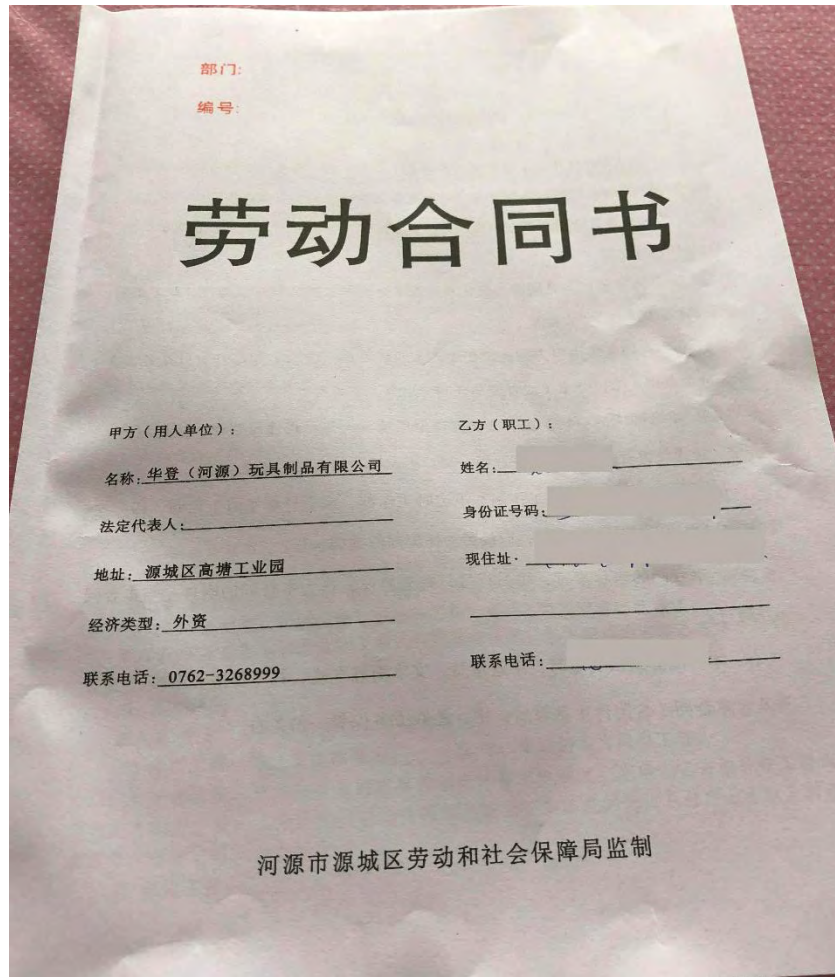 部门:
编号:
劳动合同书
甲方（用人单位）:
名称:华登（河源）玩具制品有限公司
法定代表人:
地址: 源城区高塘工业园
经济类型: 外资
联系电话: 0762-3268999
乙方（职工）:
姓名:
身份证号码:
现住址:
联系电话:
河源市源城区劳动和社会保障局监制